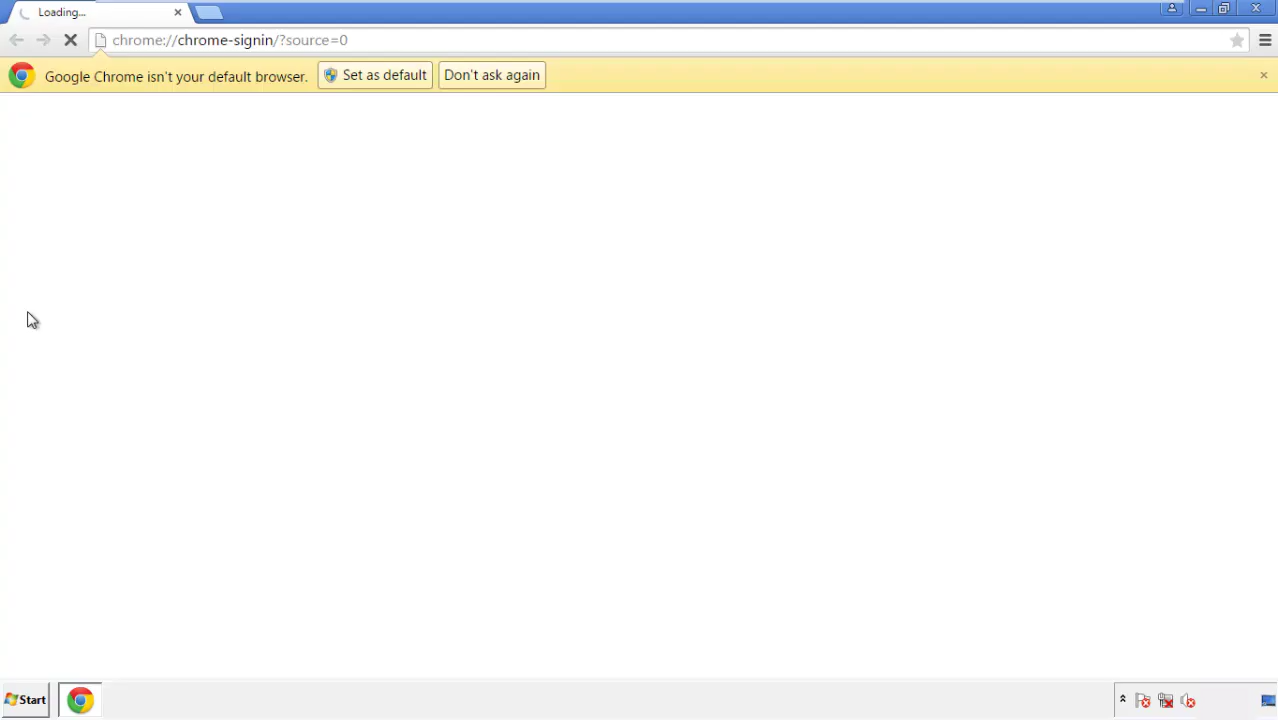 Loading...
chrome://chrome-signin/?source=0
Google Chrome isn't your default browser. Set as default Don't ask again
Start